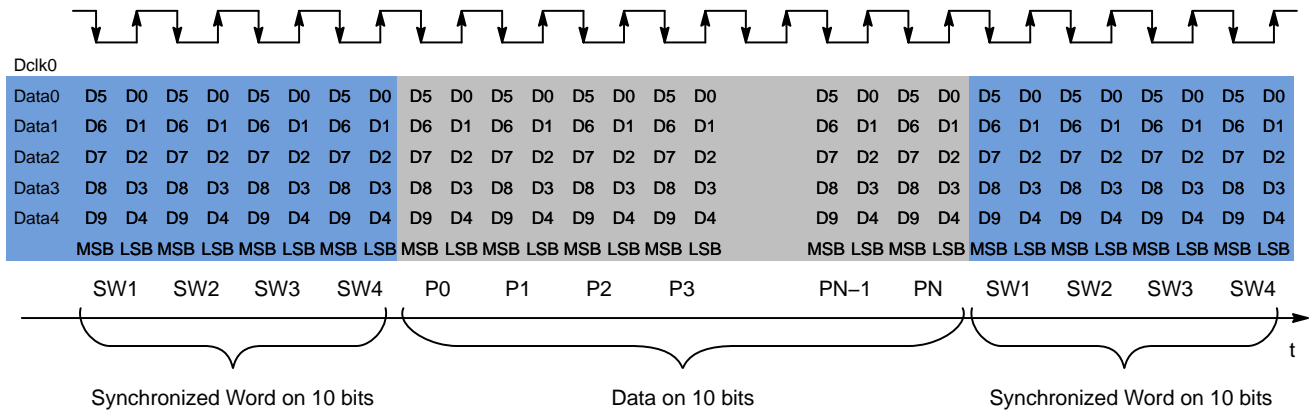 Dclk0
Data0 D5 D0 D5 D0 D5 D0 D5 D0 D5 D0 D5 D0 D5 D0 D5 D0 D5 D0 D5 D0 D5 D0 D5 D0 D5 D0 D5 D0
Data1 D6 D1 D6 D1 D6 D1 D6 D1 D6 D1 D6 D1 D6 D1 D6 D1 D6 D1 D6 D1 D6 D1 D6 D1 D6 D1 D6 D1
Data2 D7 D2 D7 D2 D7 D2 D7 D2 D7 D2 D7 D2 D7 D2 D7 D2 D7 D2 D7 D2 D7 D2 D7 D2 D7 D2 D7 D2
Data3 D8 D3 D8 D3 D8 D3 D8 D3 D8 D3 D8 D3 D8 D3 D8 D3 D8 D3 D8 D3 D8 D3 D8 D3 D8 D3 D8 D3
Data4 D9 D4 D9 D4 D9 D4 D9 D4 D9 D4 D9 D4 D9 D4 D9 D4 D9 D4 D9 D4 D9 D4 D9 D4 D9 D4 D9 D4
MSB LSB MSB LSB MSB LSB MSB LSB MSB LSB MSB LSB MSB LSB MSB LSB MSB LSB MSB LSB MSB LSB MSB LSB MSB LSB MSB LSB
SW1 SW2 SW3 SW4 P0 P1 P2 P3 PN–1 PN SW1 SW2 SW3 SW4
t
Synchronized Word on 10 bits Data on 10 bits Synchronized Word on 10 bits